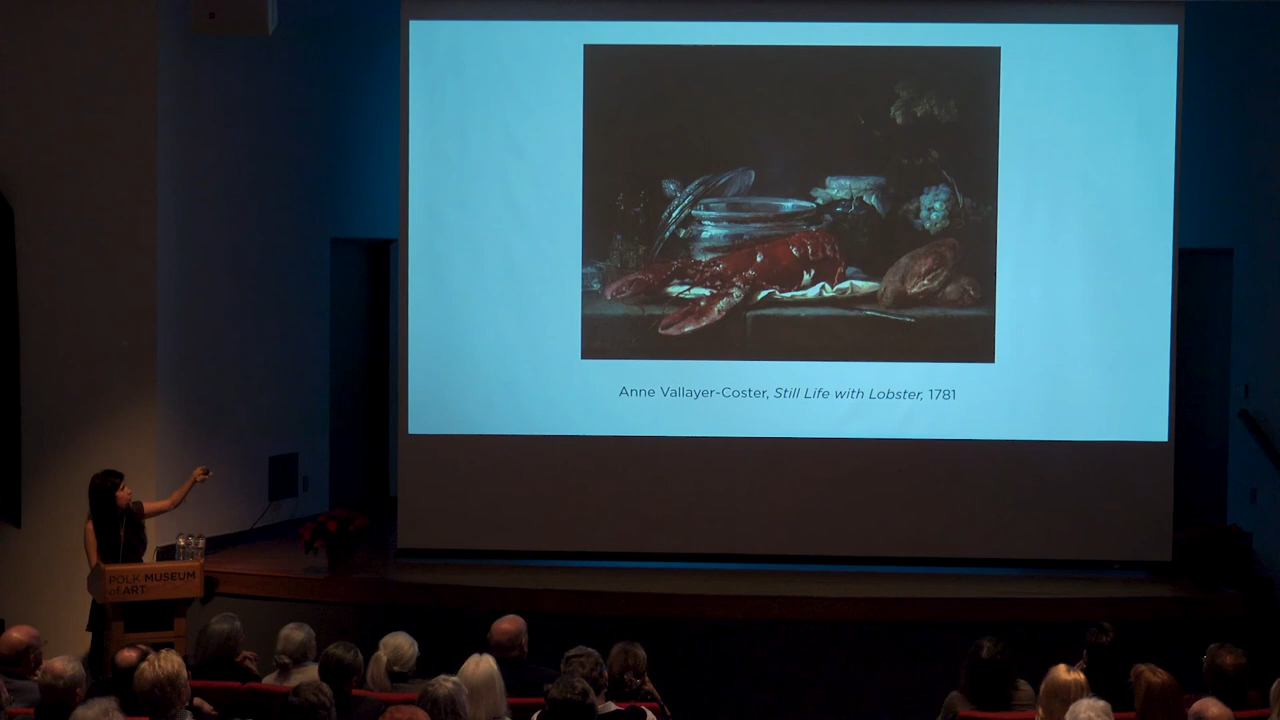 Anne Vallayer-Coster, Still Life with Lobster, 1781
POLK MUSEUM
of ART